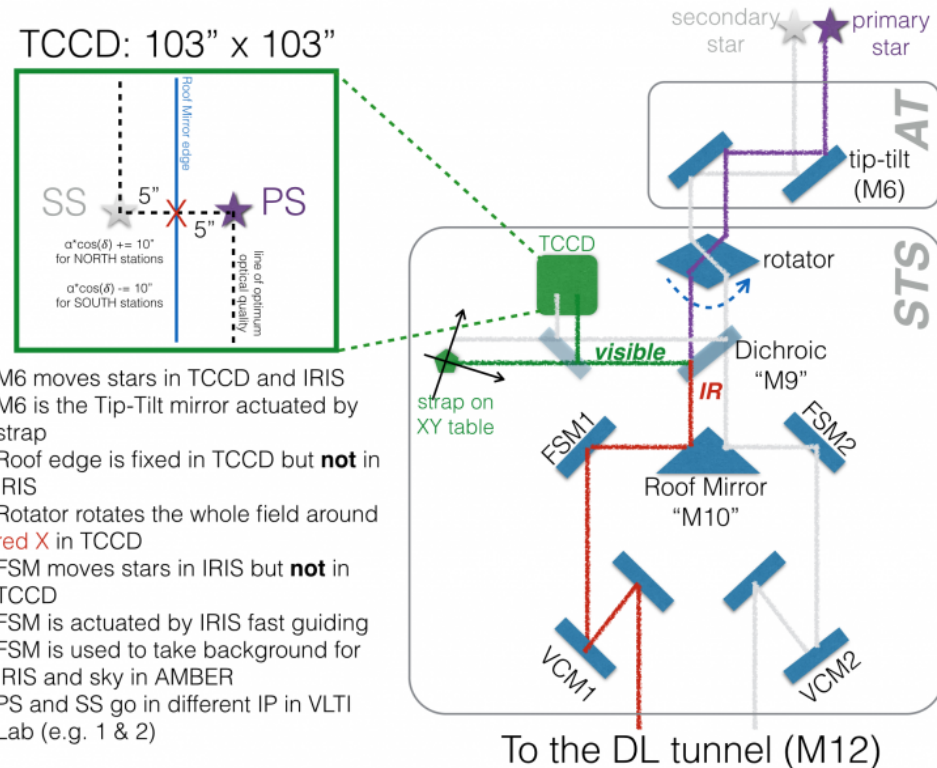 TCCD: 103” x 103”
Roof Mirror edge
SS
5”
PS
5”
α*cos(δ) += 10”
for NORTH stations
α*cos(δ) -= 10”
for SOUTH stations
line of optimum
optical quality
M6 moves stars in TCCD and IRIS
M6 is the Tip-Tilt mirror actuated by
strap
Roof edge is fixed in TCCD but not in
IRIS
Rotator rotates the whole field around
red X in TCCD
FSM moves stars in IRIS but not in
TCCD
FSM is actuated by IRIS fast guiding
FSM is used to take background for
IRIS and sky in AMBER
PS and SS go in different IP in VLTI
Lab (e.g. 1 & 2)
secondary
star
primary
star
AT
tip-tilt
(M6)
STS
TCCD
rotator
visible
Dichroic
“M9”
IR
strap on
XY table
FSM1
FSM2
Roof Mirror
“M10”
VCM1
VCM2
To the DL tunnel (M12)